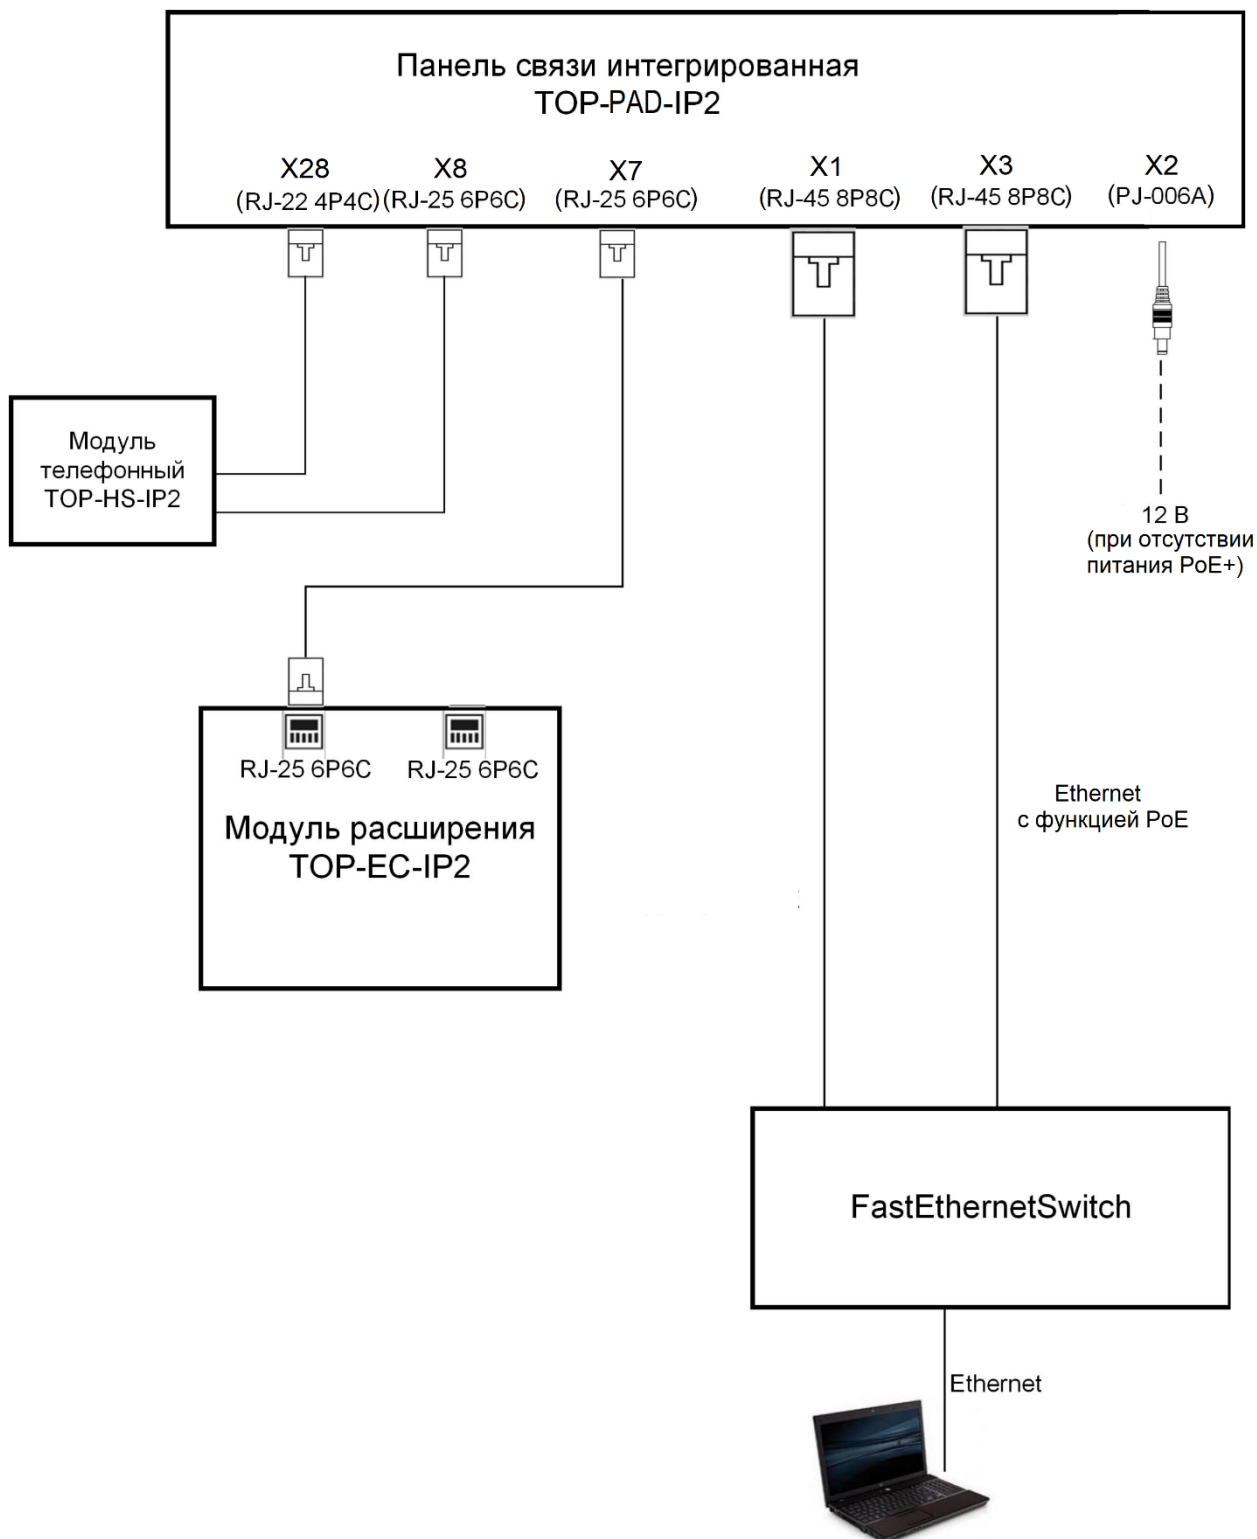 Панель связи интегрированная
TOP-PAD-IP2
X28 X8 X7 X1 X3 X2
(RJ-22 4P4C) (RJ-25 6P6C) (RJ-25 6P6C) (RJ-45 8P8C) (RJ-45 8P8C) (PJ-006A)
Модуль
телефонный
TOP-HS-IP2
12 В
(при отсутствии
питания PoE+)
RJ-25 6P6C RJ-25 6P6C
Модуль расширения
TOP-EC-IP2
Ethernet
с функцией PoE
FastEthernetSwitch
Ethernet